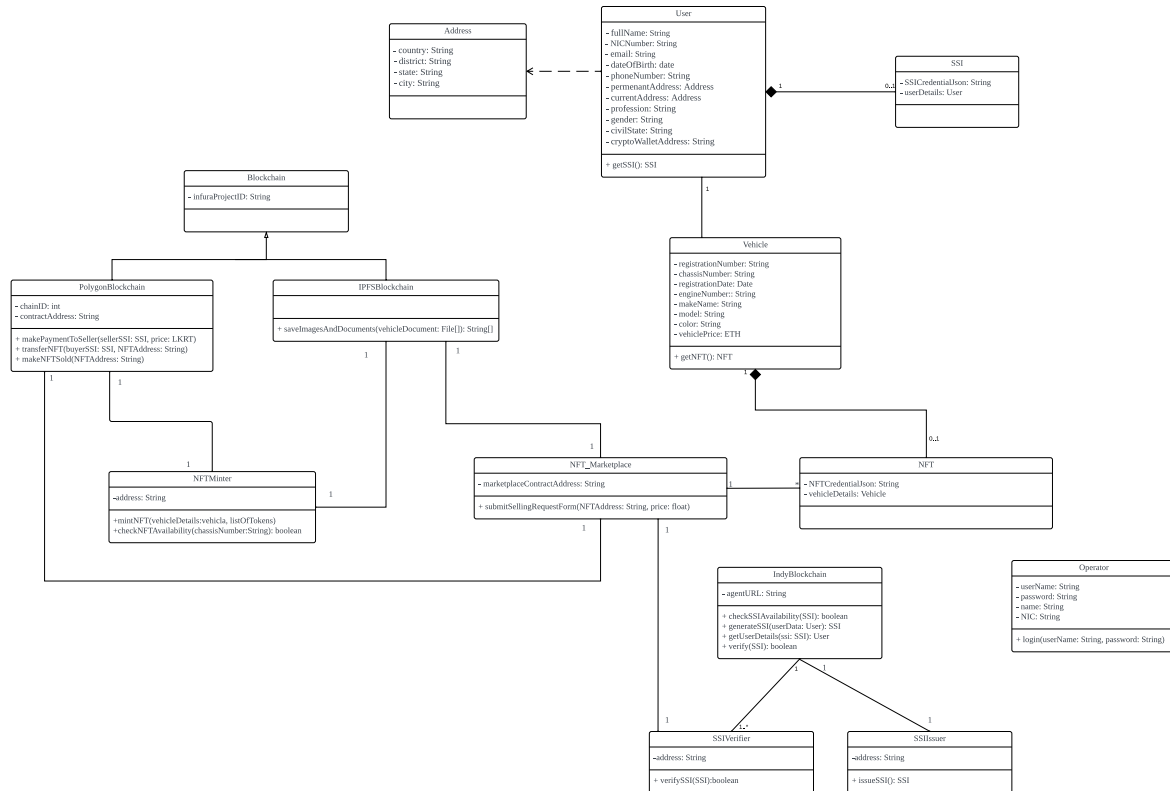 User
- fullName: String
- NICNumber: String
- email: String
- dateOfBirth: date
- phoneNumber: String
- permenantAddress: Address
- currentAddress: Address
- profession: String
- gender: String
- civilState: String
- cryptoWalletAddress: String
+ getSSI(): SSI
Address
- country: String
- district: String
- state: String
- city: String
SSI
- SSICredentialJson: String
- userDetails: User
1
0..1
1
Blockchain
- infuraProjectID: String
PolygonBlockchain
- chainID: int
- contractAddress: String
+ makePaymentToSeller(sellerSSI: SSI, price: LKRT)
+ transferNFT(buyerSSI: SSI, NFTAddress: String)
+ makeNFTSold(NFTAddress: String)
1
1
IPFSBlockchain
+ saveImagesAndDocuments(vehicleDocument: File[]): String[]
1
1
Vehicle
- registrationNumber: String
- chassisNumber: String
- registrationDate: Date
- engineNumber:: String
- makeName: String
- model: String
- color: String
- vehiclePrice: ETH
+ getNFT(): NFT
1
0..1
1
1
NFTMinter
-address: String
+mintNFT(vehicleDetails:vehicla, listOfTokens)
+checkNFTAvailability(chassisNumber:String): boolean
1
NFT_Marketplace
- marketplaceContractAddress: String
+ submitSellingRequestForm(NFTAddress: String, price: float)
1
*
1
1
NFT
- NFTCredentialJson: String
- vehicleDetails: Vehicle
IndyBlockchain
- agentURL: String
+ checkSSIAvailability(SSI): boolean
+ generateSSI(userData: User): SSI
+ getUserDetails(ssi: SSI): User
+ verify(SSI): boolean
1
1
Operator
- userName: String
- password: String
- name: String
- NIC: String
+ login(userName: String, password: String)
1
1..*
1
SSIVerifier
-address: String
+ verifySSI(SSI):boolean
SSIIssuer
-address: String
+ issueSSI(): SSI